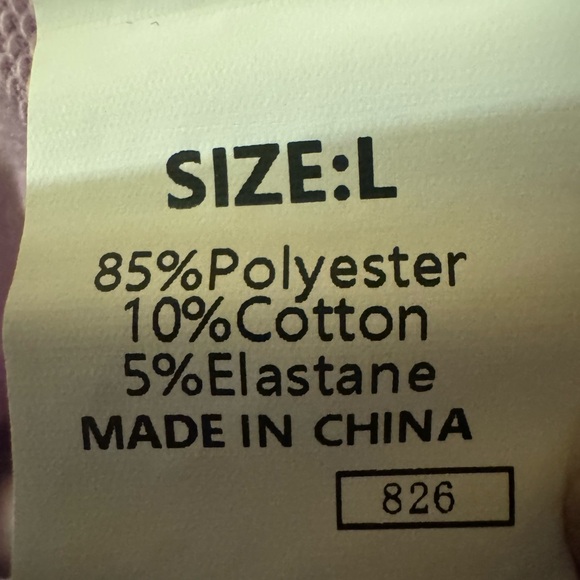 SIZE:L
85%Polyester
10%Cotton
5%Elastane
MADE IN CHINA
826